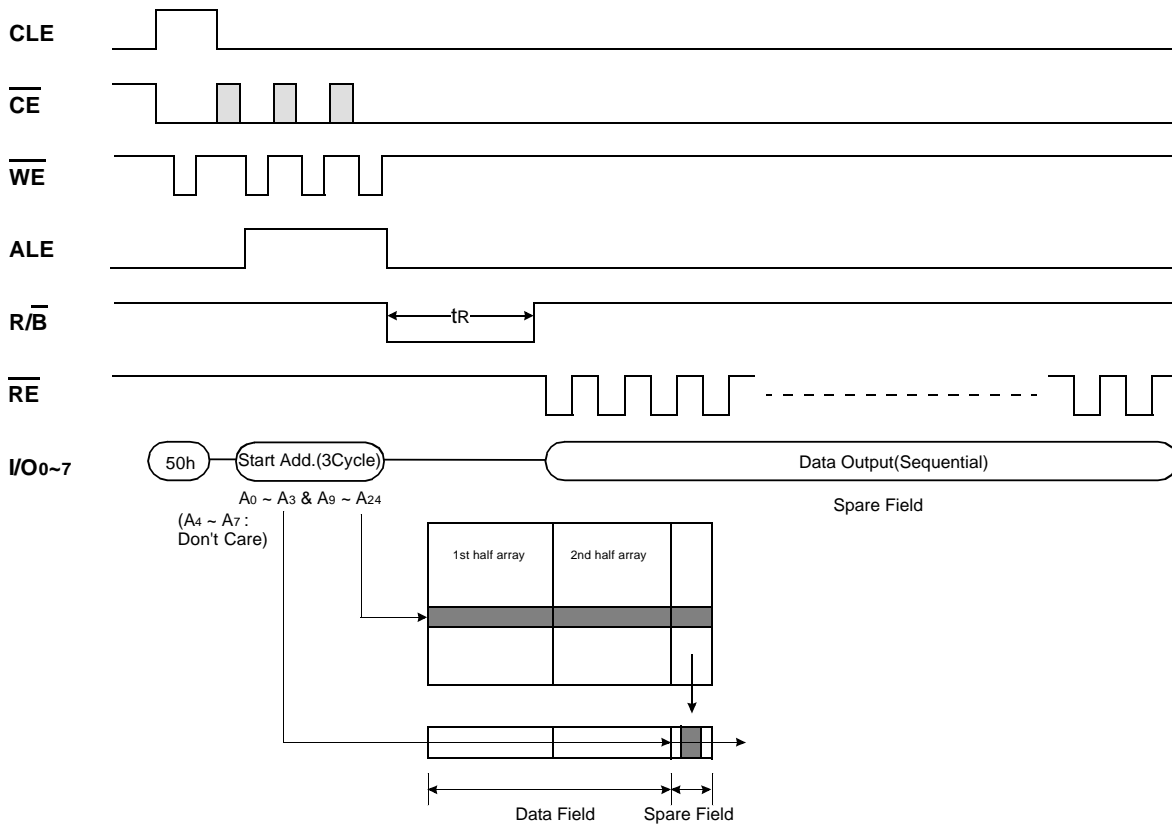 CLE
CE
WE
ALE
R/B
tR
RE
I/O0~7
50h
Start Add.(3Cycle)
Data Output(Sequential)
A0 ~ A3 & A9 ~ A24
Spare Field
(A4 ~ A7 :
Don't Care)
1st half array
2nd half array
Data Field
Spare Field